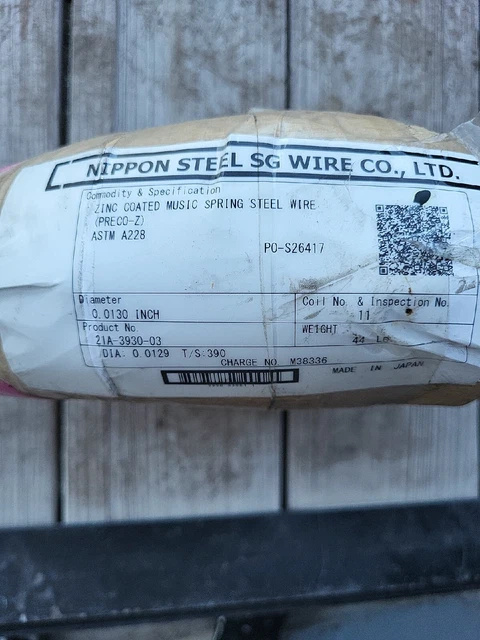 NIPPON STEEL SG WIRE CO., LTD.
Commodity & Specification
ZINC COATED MUSIC SPRING STEEL WIRE
(PRECO-Z)
ASTM A228
PO-S26417
Diameter
0.0130 INCH
Coil No. & Inspection No.
11
Product No.
21A-3930-03
WEIGHT
44 LB
DIA: 0.0129 T/S:390
CHARGE NO. M38336
MADE IN JAPAN